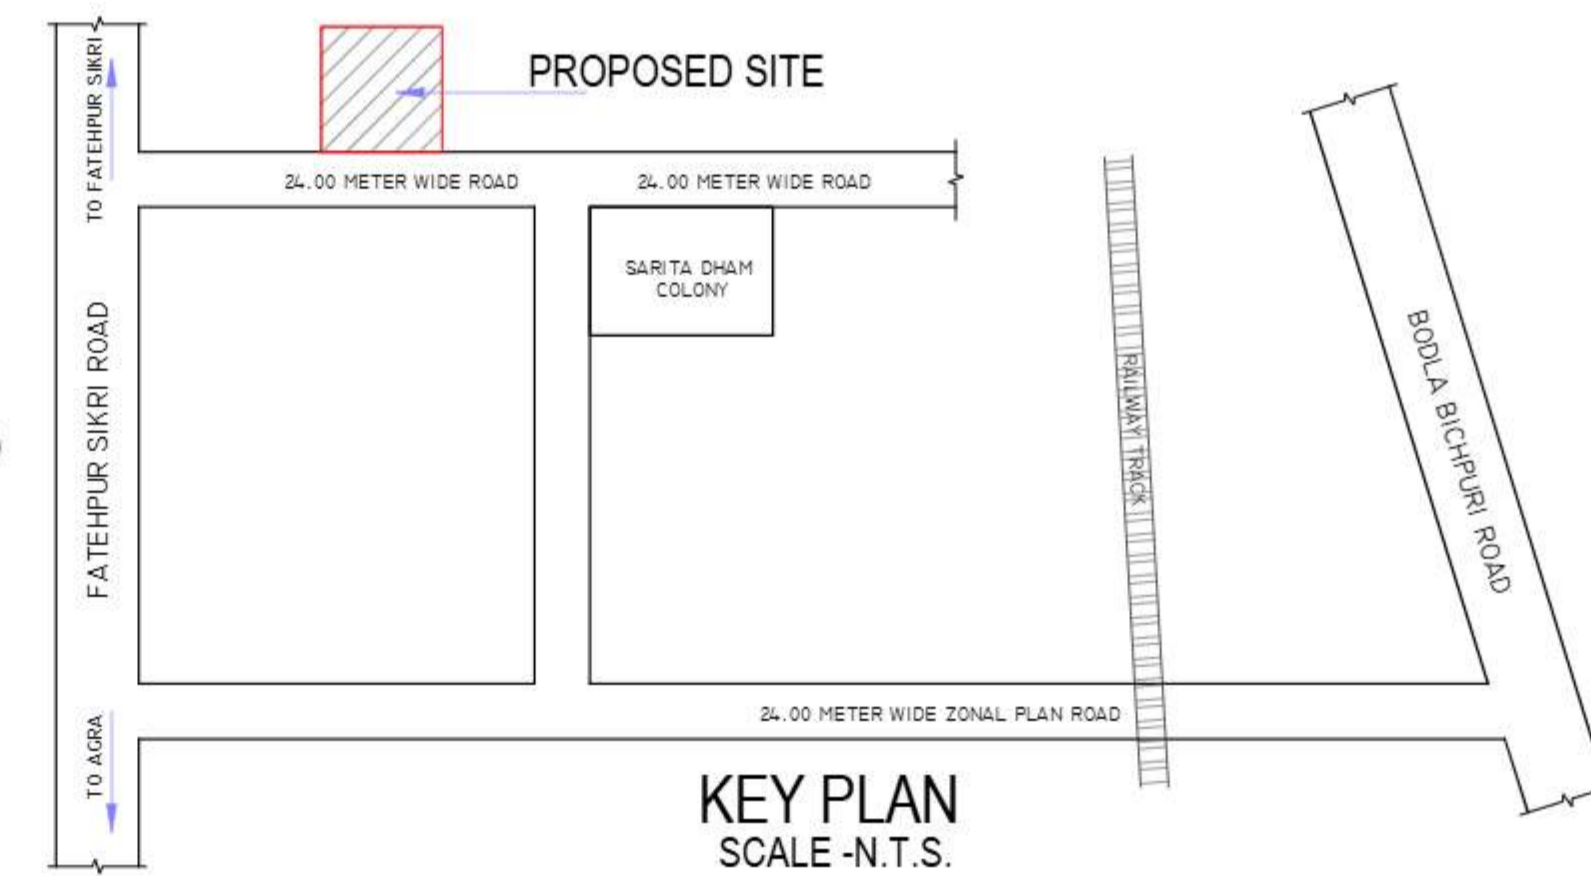 TO FATEHPUR SIKRI
PROPOSED SITE
24.00 METER WIDE ROAD
24.00 METER WIDE ROAD
SARITA DHAM
COLONY
FATEHPUR SIKRI ROAD
RAILWAY TRACK
BODLA BICHPURI ROAD
TO AGRA
24.00 METER WIDE ZONAL PLAN ROAD
KEY PLAN
SCALE -N.T.S.